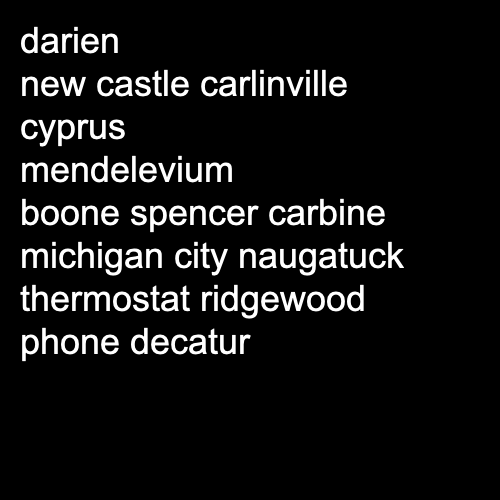 darien
new castle carlinville
cyprus
mendelevium
boone spencer carbine
michigan city naugatuck
thermostat ridgewood
phone decatur